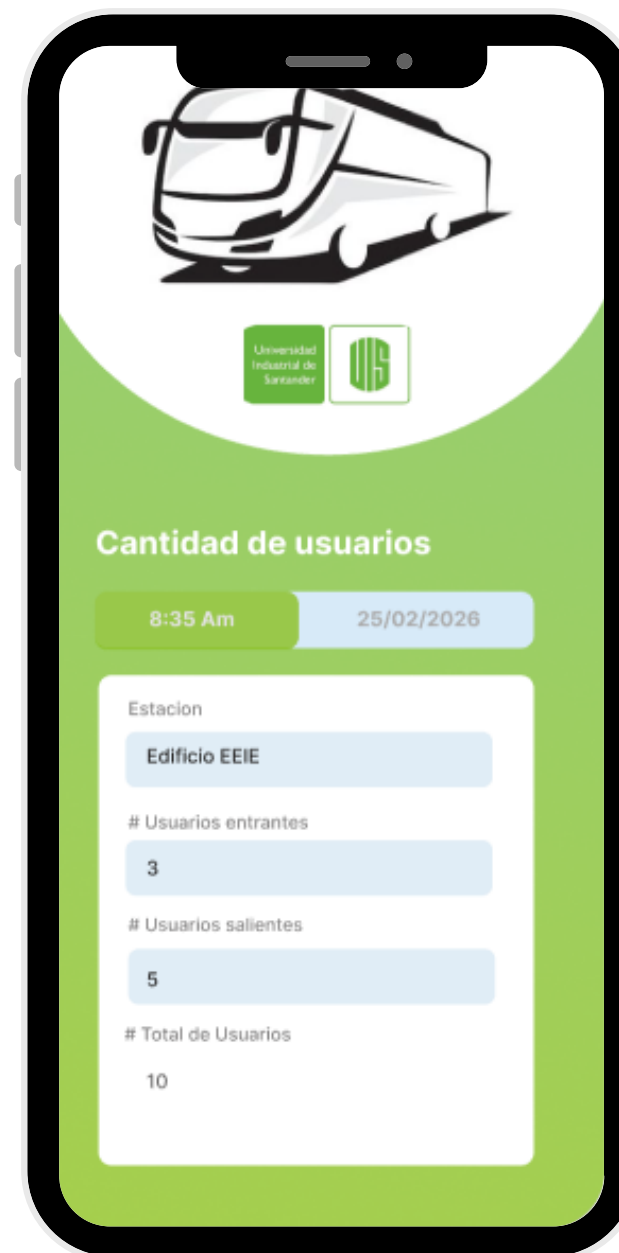 Universidad
Industrial de
Santander
UIS
Cantidad de usuarios
8:35 Am 25/02/2026
Estacion
Edificio EEIE
# Usuarios entrantes
3
# Usuarios salientes
5
# Total de Usuarios
10